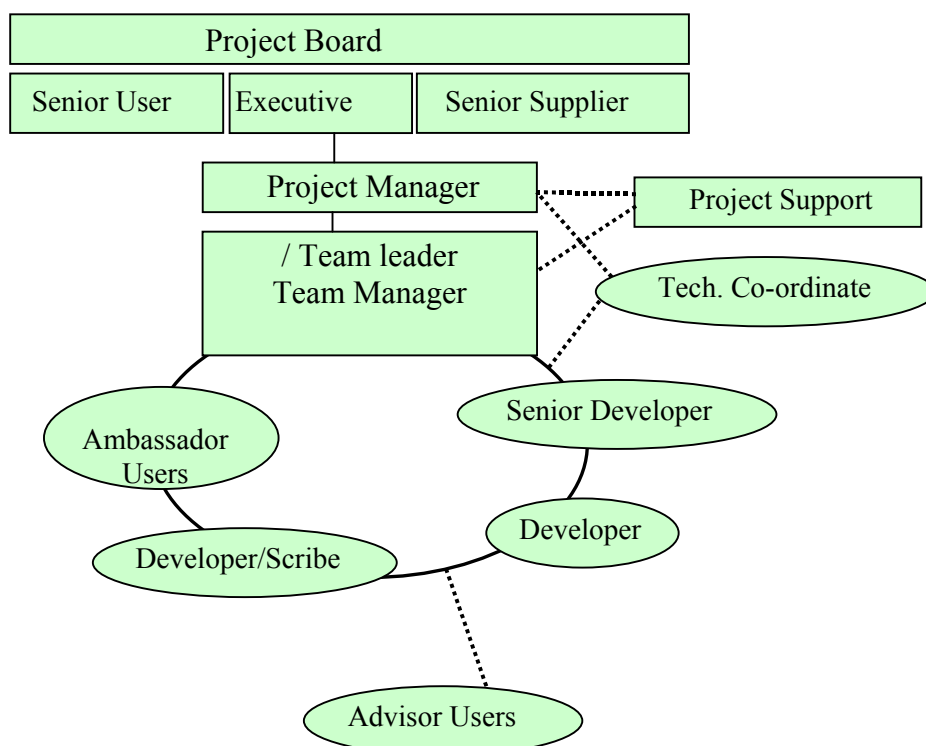 Project Board
Senior User
Executive
Senior Supplier
Project Manager
Project Support
/ Team leader
Team Manager
Tech. Co-ordinate
Senior Developer
Ambassador
Users
Developer
Developer/Scribe
Advisor Users